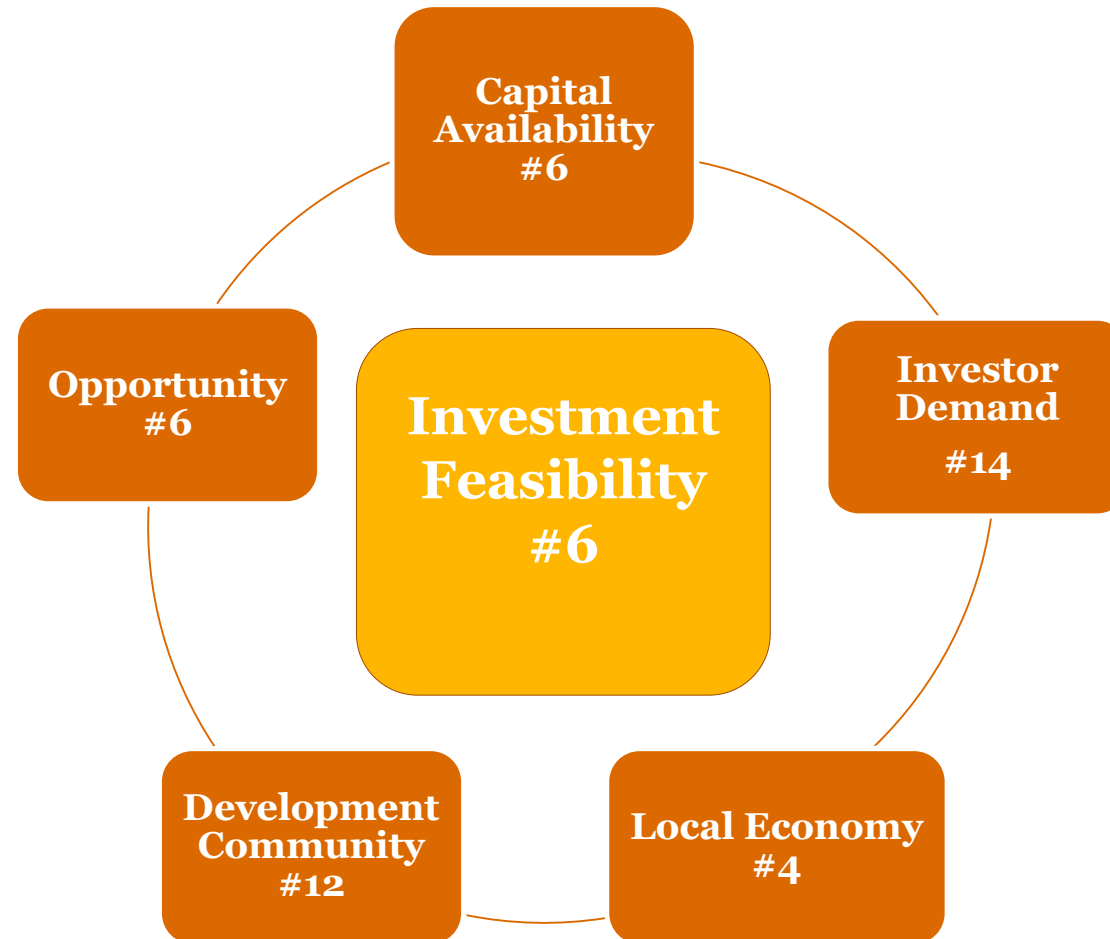 Capital
Availability
#6
Opportunity
#6
Investment
Feasibility
#6
Investor
Demand
#14
Development
Community
#12
Local Economy
#4